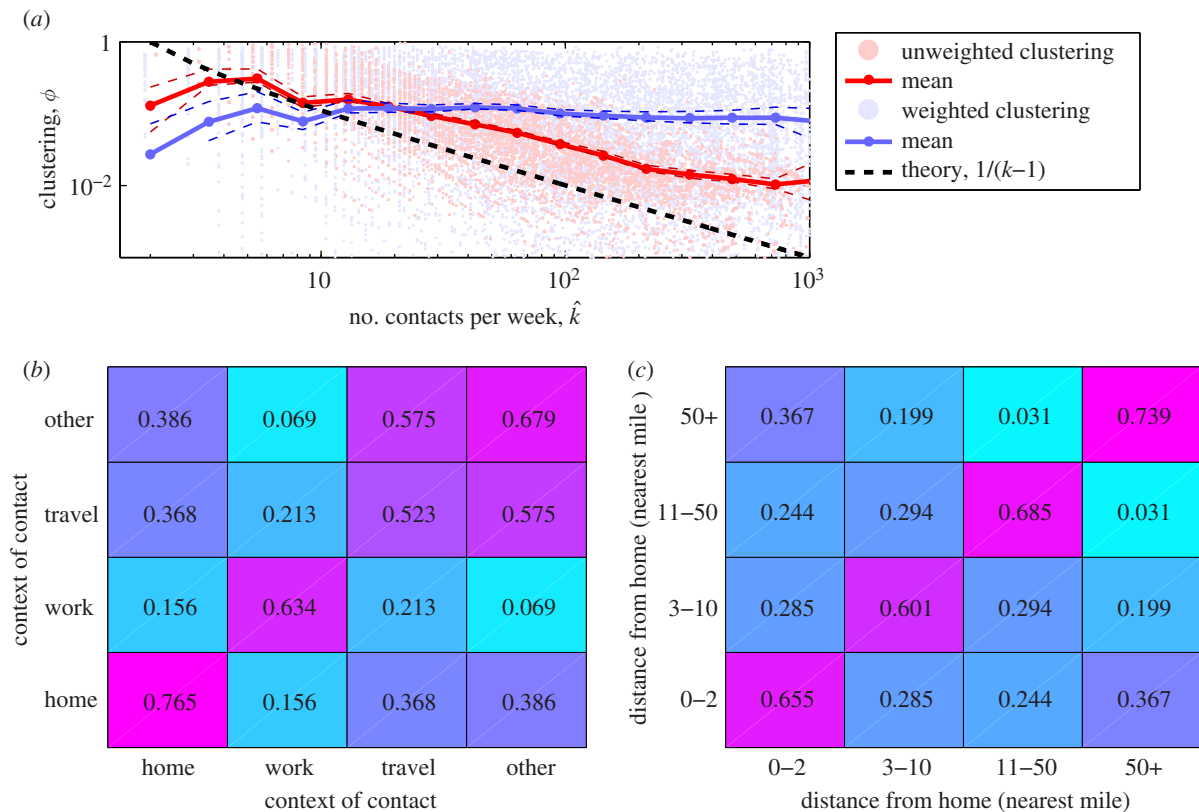 (a)
1
10−2
clustering, ϕ
10
10²
10³
no. contacts per week, k̂
unweighted clustering
mean
weighted clustering
mean
theory, 1/(k−1)
(b)
context of contact
other 0.386 0.069 0.575 0.679
travel 0.368 0.213 0.523 0.575
work 0.156 0.634 0.213 0.069
home 0.765 0.156 0.368 0.386
home work travel other
context of contact
(c)
distance from home (nearest mile )
50+ 0.367 0.199 0.031 0.739
11−50 0.244 0.294 0.685 0.031
3−10 0.285 0.601 0.294 0.199
0−2 0.655 0.285 0.244 0.367
0−2 3−10 11−50 50+
distance from home (nearest mile)